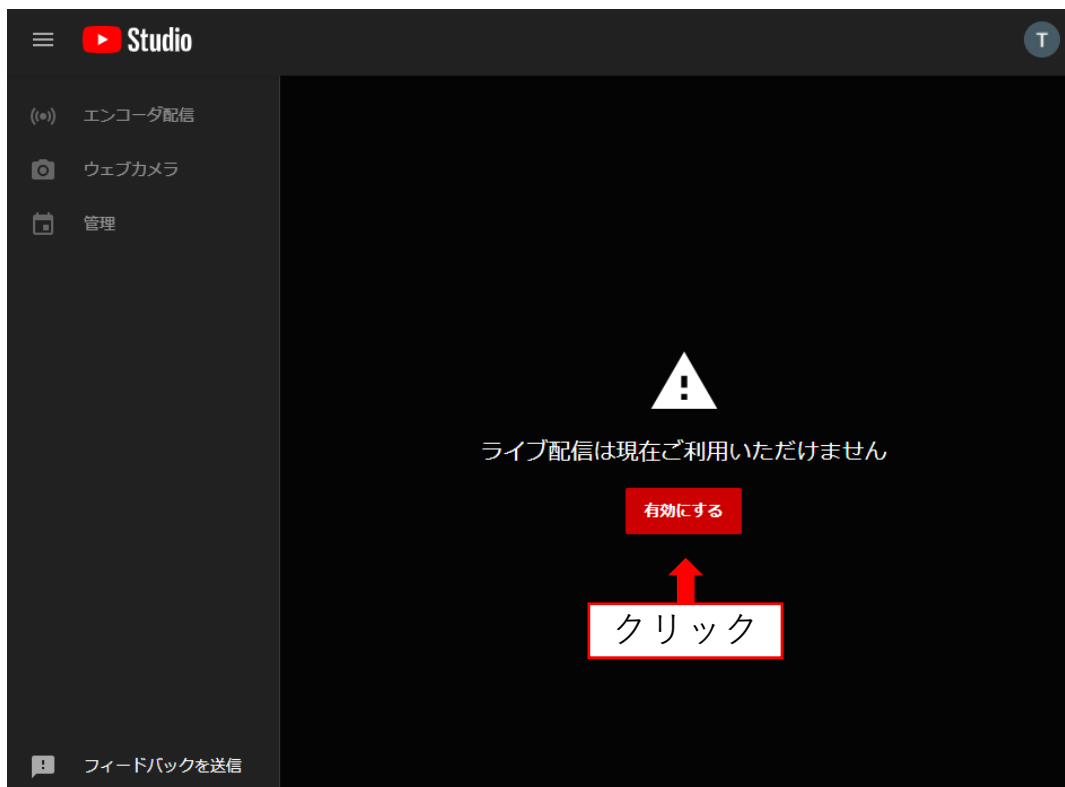 Studio
T
エンコーダ配信
ウェブカメラ
管理
ライブ配信は現在ご利用いただけません
有効にする
クリック
フィードバックを送信